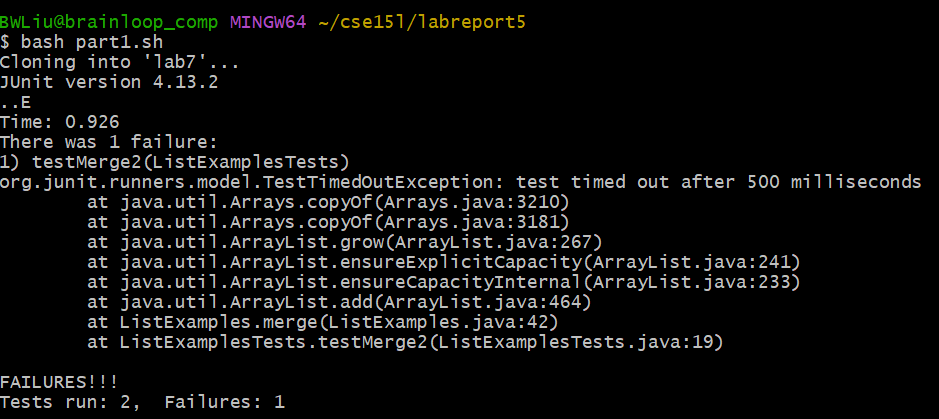 BWLiu@brainloop_comp MINGW64 ~/cse15l/labreport5
$ bash part1.sh
Cloning into 'lab7'...
JUnit version 4.13.2
..E
Time: 0.926
There was 1 failure:
1) testMerge2(ListExamplesTests)
org.junit.runners.model.TestTimedOutException: test timed out after 500 milliseconds
        at java.util.Arrays.copyOf(Arrays.java:3210)
        at java.util.Arrays.copyOf(Arrays.java:3181)
        at java.util.ArrayList.grow(ArrayList.java:267)
        at java.util.ArrayList.ensureExplicitCapacity(ArrayList.java:241)
        at java.util.ArrayList.ensureCapacityInternal(ArrayList.java:233)
        at java.util.ArrayList.add(ArrayList.java:464)
        at ListExamples.merge(ListExamples.java:42)
        at ListExamplesTests.testMerge2(ListExamplesTests.java:19)
FAILURES!!!
Tests run: 2,  Failures: 1